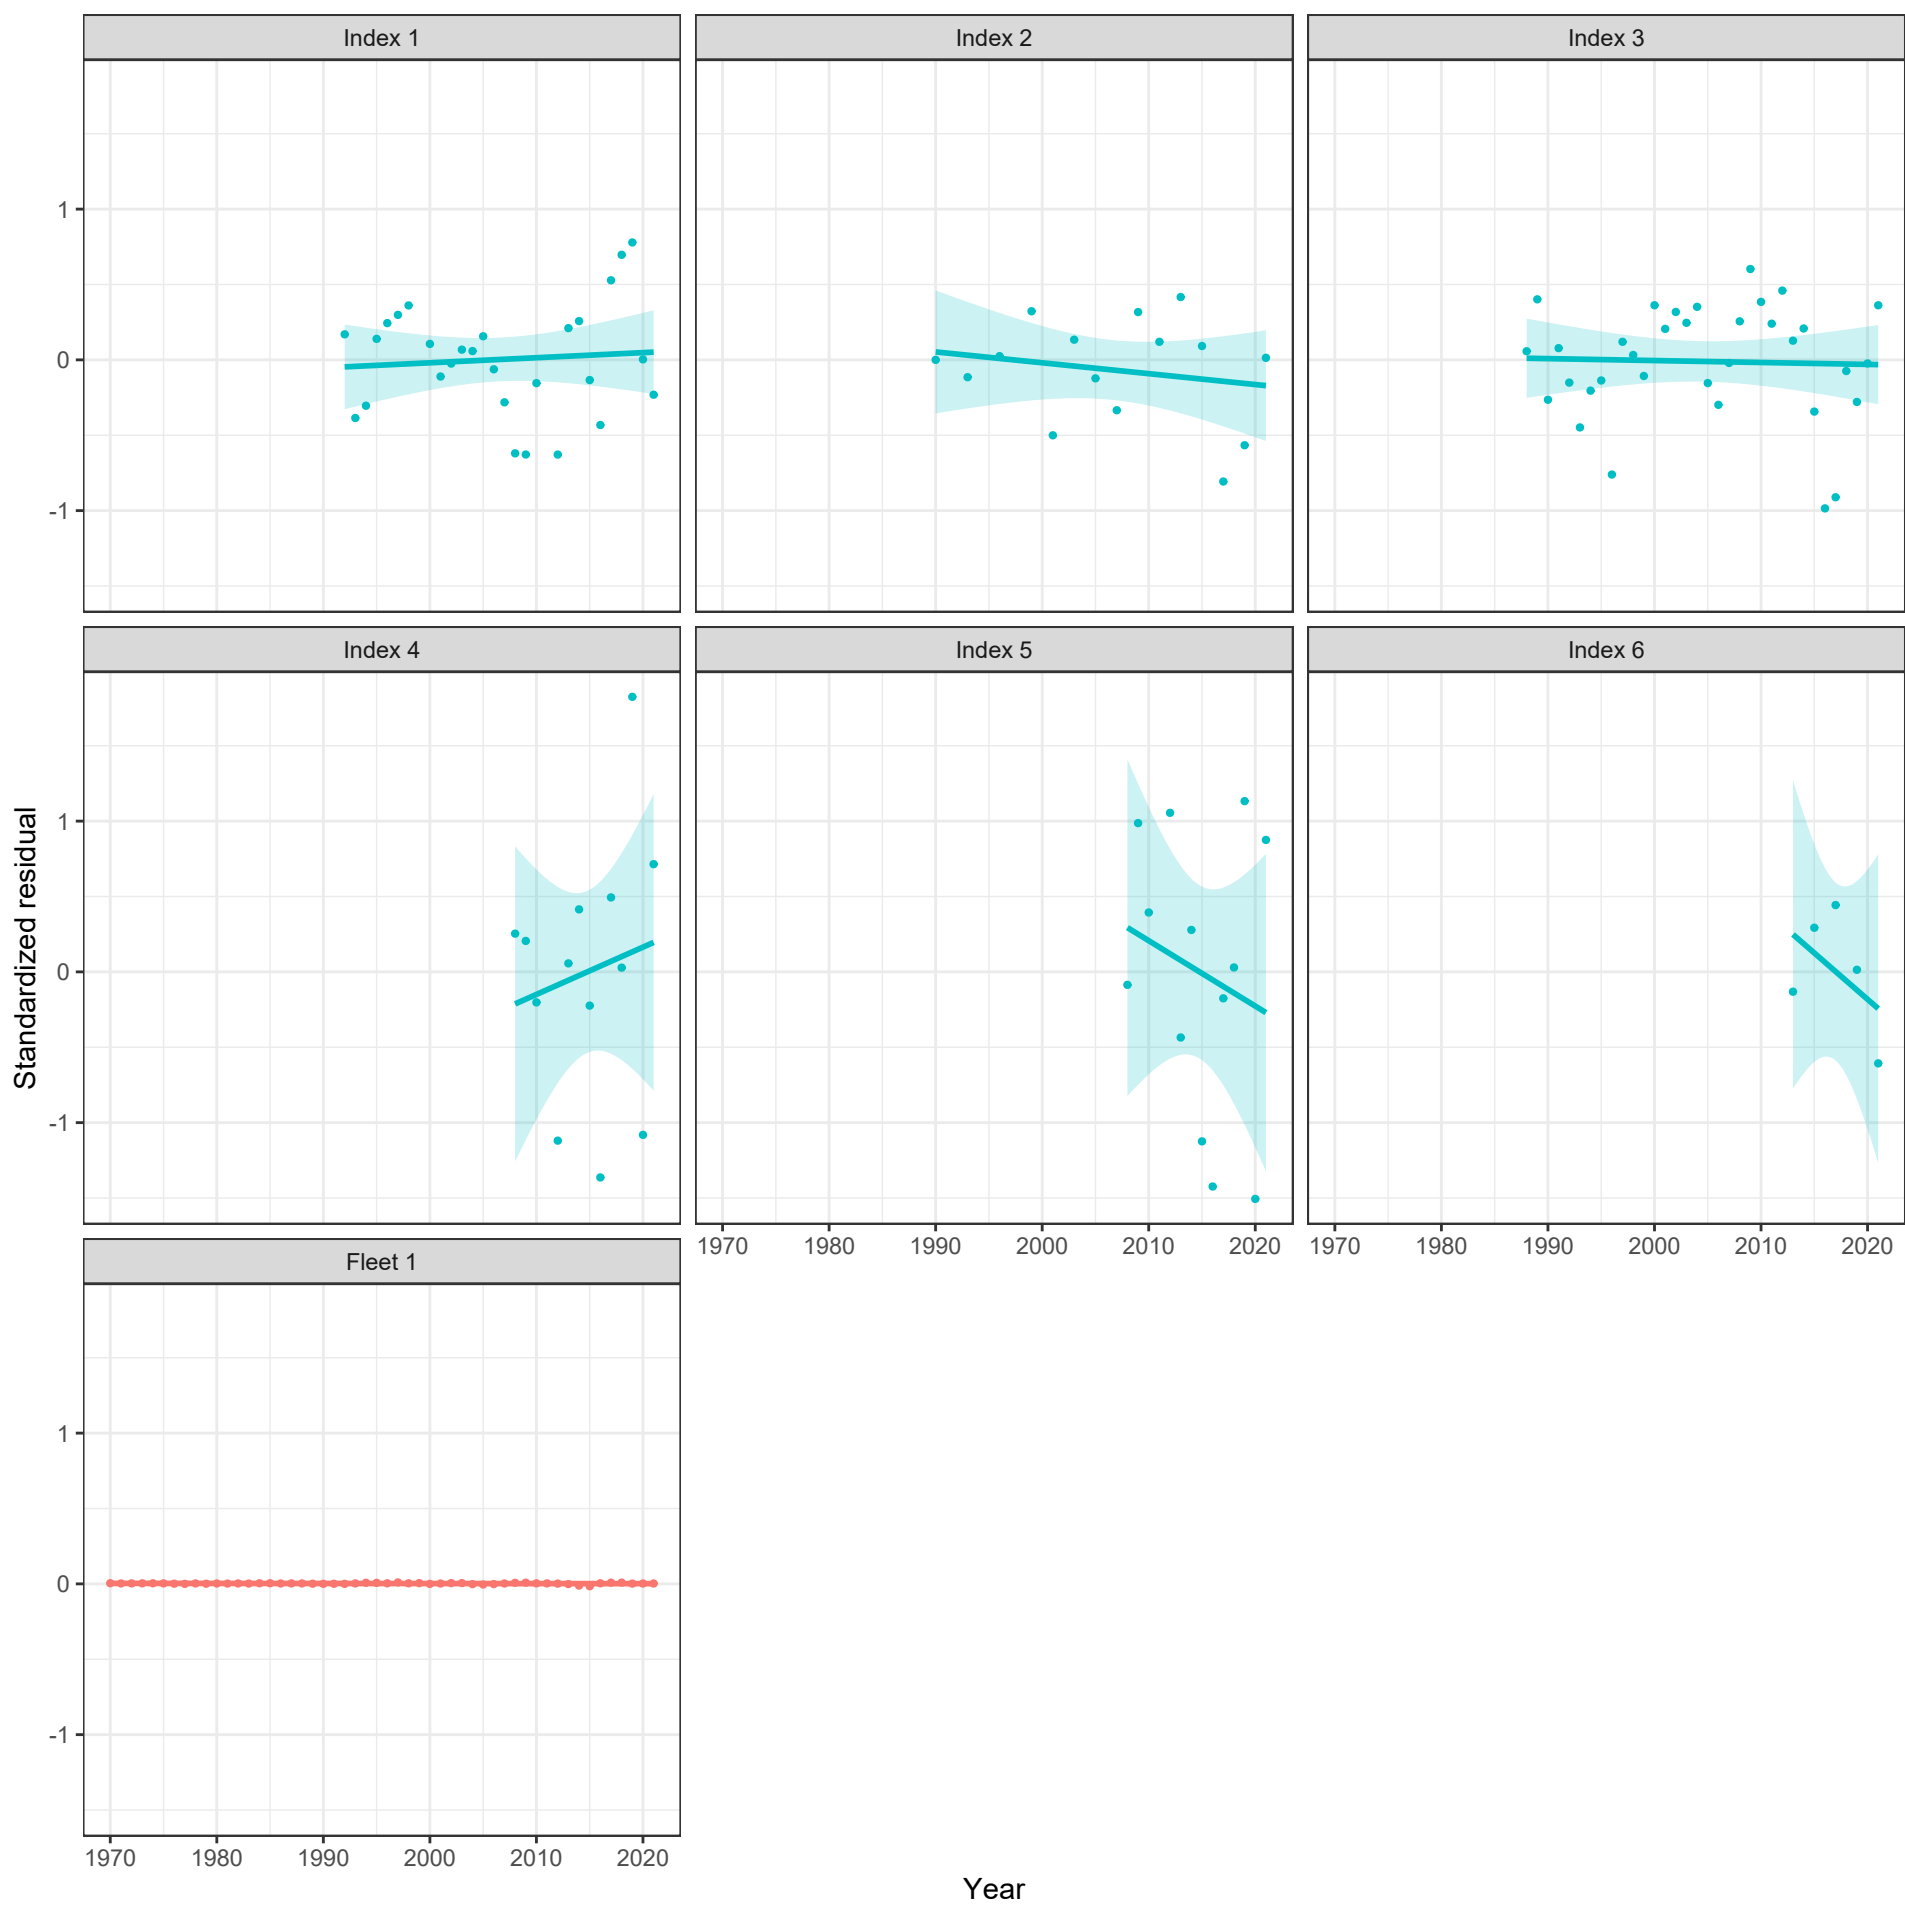 Index 1 Index 2 Index 3
1
0
-1
Index 4 Index 5 Index 6
1
0
-1
1970 1980 1990 2000 2010 2020 1970 1980 1990 2000 2010 2020
Standardized residual
Fleet 1
1
0
-1
1970 1980 1990 2000 2010 2020
Year